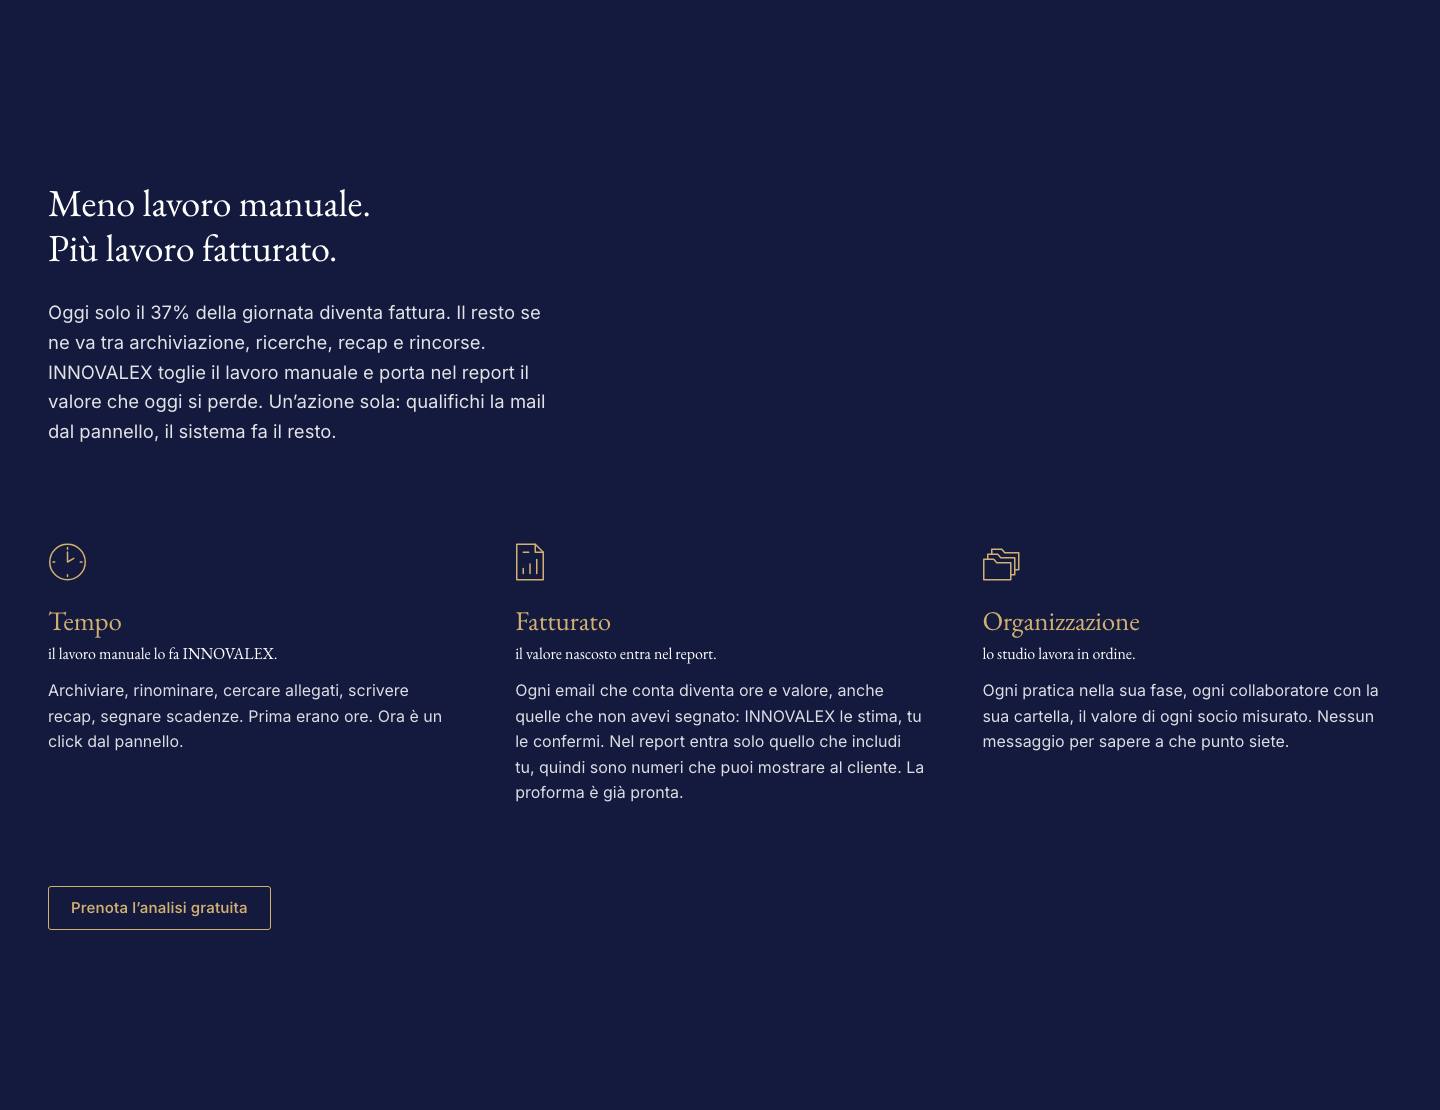 Meno lavoro manuale.
Più lavoro fatturato.
Oggi solo il 37% della giornata diventa fattura. Il resto se
ne va tra archiviazione, ricerche, recap e rincorse.
INNOVALEX toglie il lavoro manuale e porta nel report il
valore che oggi si perde. Un’azione sola: qualifichi la mail
dal pannello, il sistema fa il resto.
Tempo
il lavoro manuale lo fa INNOVALEX.
Archiviare, rinominare, cercare allegati, scrivere
recap, segnare scadenze. Prima erano ore. Ora è un
click dal pannello.
Fatturato
il valore nascosto entra nel report.
Ogni email che conta diventa ore e valore, anche
quelle che non avevi segnato: INNOVALEX le stima, tu
le confermi. Nel report entra solo quello che includi
tu, quindi sono numeri che puoi mostrare al cliente. La
proforma è già pronta.
Organizzazione
lo studio lavora in ordine.
Ogni pratica nella sua fase, ogni collaboratore con la
sua cartella, il valore di ogni socio misurato. Nessun
messaggio per sapere a che punto siete.
Prenota l’analisi gratuita